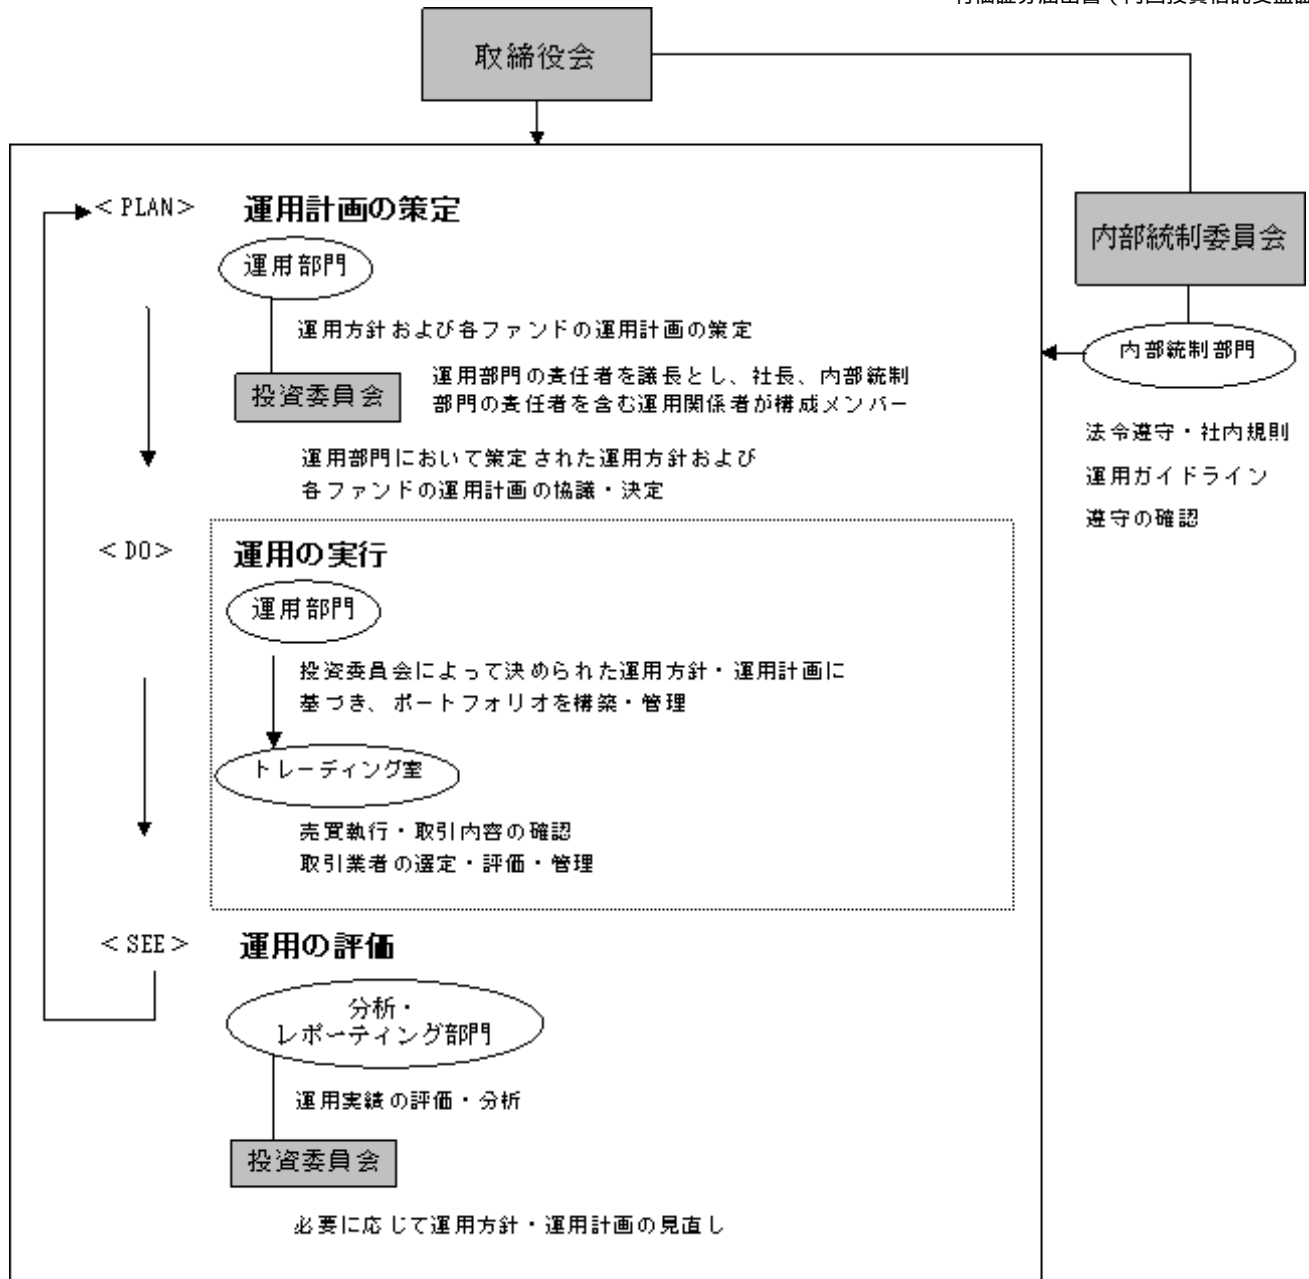 取締役会
内部統制委員会
内部統制部門
法令遵守・社内規則
運用ガイドライン
遵守の確認
＜PLAN＞ 運用計画の策定
運用部門
運用方針および各ファンドの運用計画の策定
投資委員会
運用部門の責任者を議長とし、社長、内部統制
部門の責任者を含む運用関係者が構成メンバー
運用部門において策定された運用方針および
各ファンドの運用計画の協議・決定
＜DO＞ 運用の実行
運用部門
投資委員会によって決められた運用方針・運用計画に
基づき、ポートフォリオを構築・管理
トレーディング室
売買執行・取引内容の確認
取引業者の選定・評価・管理
＜SEE＞ 運用の評価
分析・
レポーティング部門
運用実績の評価・分析
投資委員会
必要に応じて運用方針・運用計画の見直し